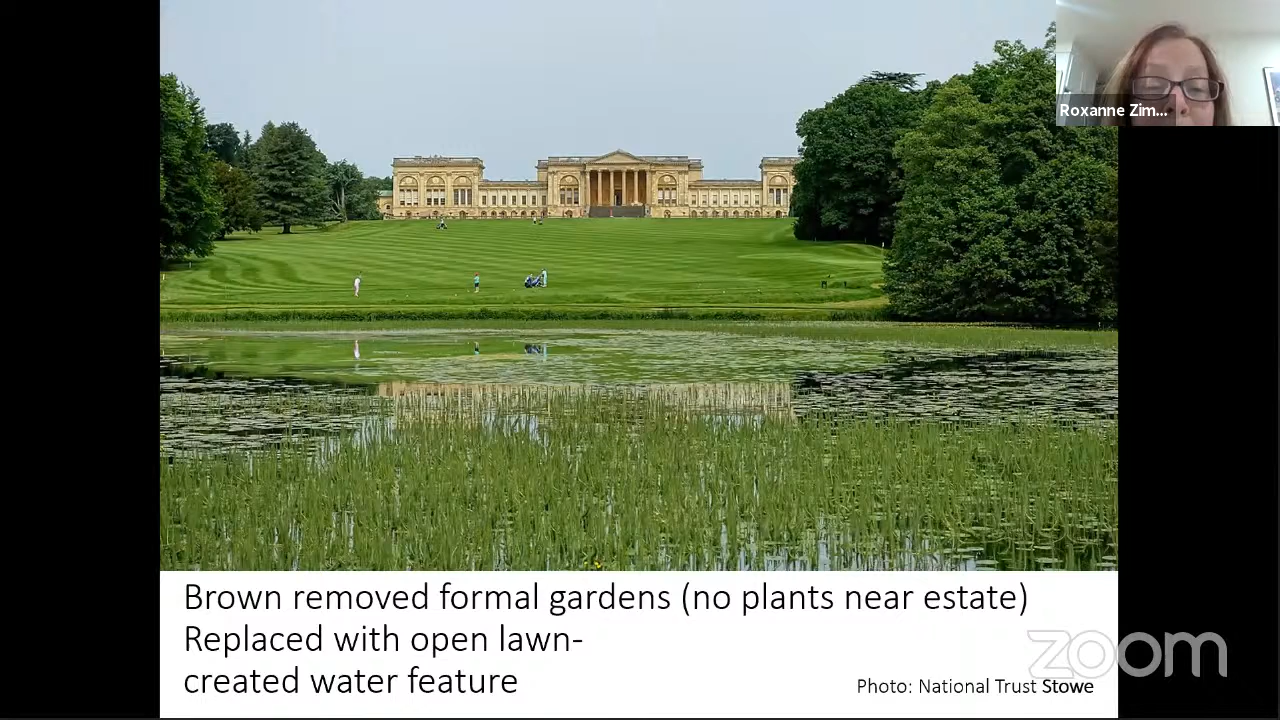 Roxanne Zim...
Brown removed formal gardens (no plants near estate)
Replaced with open lawn-
created water feature
Photo: National Trust Stowe
zoom